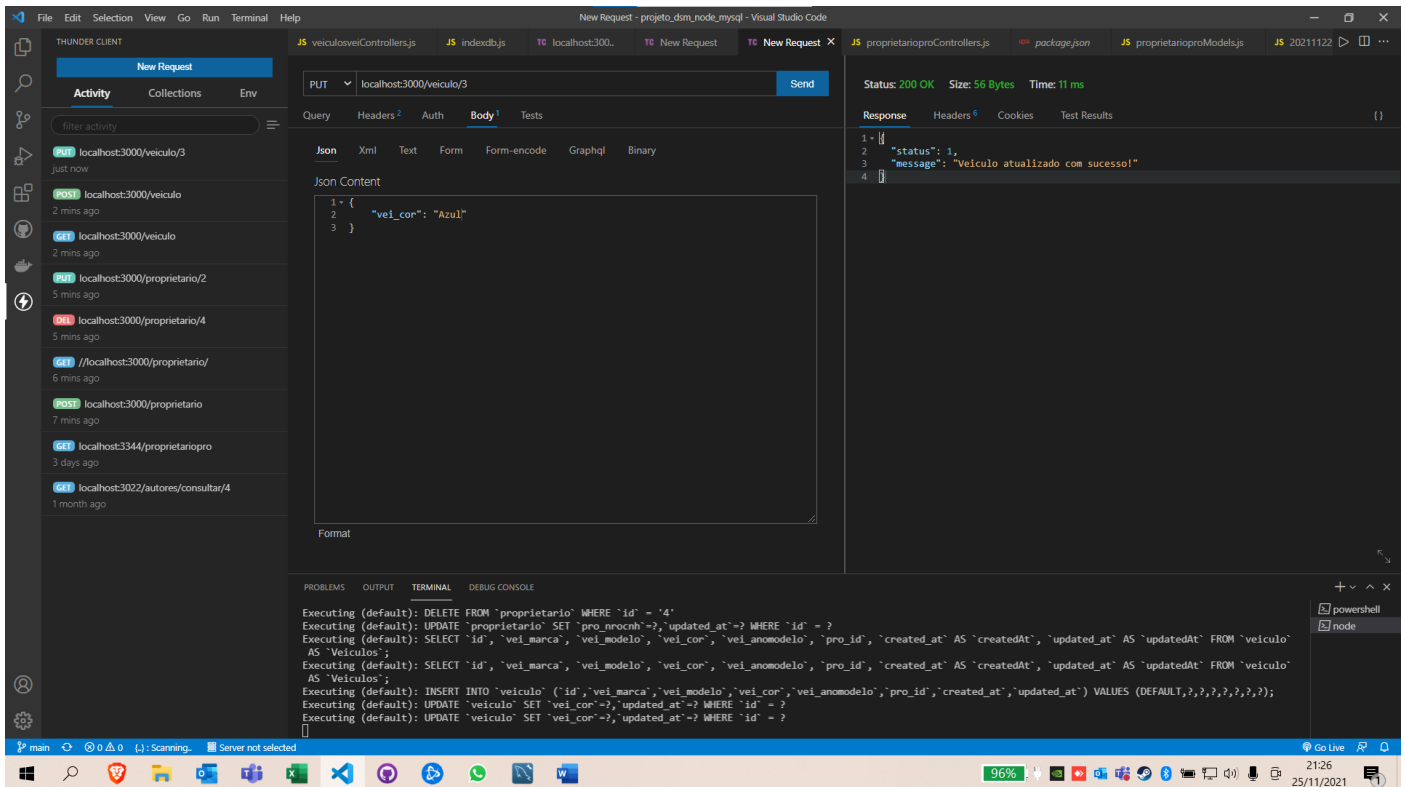 File Edit Selection View Go Run Terminal Help
New Request - projeto_dsm_node_mysql - Visual Studio Code
THUNDER CLIENT
New Request
Activity Collections Env
filter activity
PUT localhost:3000/veiculo/3
just now
POST localhost:3000/veiculo
2 mins ago
GET localhost:3000/veiculo
2 mins ago
PUT localhost:3000/proprietario/2
5 mins ago
DEL localhost:3000/proprietario/4
5 mins ago
GET //localhost:3000/proprietario/
6 mins ago
POST localhost:3000/proprietario
7 mins ago
GET localhost:3344/proprietariopro
3 days ago
GET localhost:3022/autores/consultar/4
1 month ago
JS veiculosveiControllers.js JS indexdb.js TC localhost:300.. TC New Request TC New Request JS proprietarioproControllers.js package.json JS proprietarioproModels.js JS 20211122 ...
PUT localhost:3000/veiculo/3 Send
Query Headers 2 Auth Body 1 Tests
Json Xml Text Form Form-encode Graphql Binary
Json Content
1 {
2 "vei_cor": "Azul"
3 }
Format
Status: 200 OK Size: 56 Bytes Time: 11 ms
Response Headers 6 Cookies Test Results { }
1 {
2 "status": 1,
3 "message": "Veiculo atualizado com sucesso!"
4 }
PROBLEMS OUTPUT TERMINAL DEBUG CONSOLE
Executing (default): DELETE FROM `proprietario` WHERE `id` = '4'
Executing (default): UPDATE `proprietario` SET `pro_nrocnh`=?,`updated_at`=? WHERE `id` = ?
Executing (default): SELECT `id`, `vei_marca`, `vei_modelo`, `vei_cor`, `vei_anomodelo`, `pro_id`, `created_at` AS `createdAt`, `updated_at` AS `updatedAt` FROM `veiculo`
AS `Veiculos`;
Executing (default): SELECT `id`, `vei_marca`, `vei_modelo`, `vei_cor`, `vei_anomodelo`, `pro_id`, `created_at` AS `createdAt`, `updated_at` AS `updatedAt` FROM `veiculo`
AS `Veiculos`;
Executing (default): INSERT INTO `veiculo` (`id`,`vei_marca`,`vei_modelo`,`vei_cor`,`vei_anomodelo`,`pro_id`,`created_at`,`updated_at`) VALUES (DEFAULT,?,?,?,?,?,?,?);
Executing (default): UPDATE `veiculo` SET `vei_cor`=?,`updated_at`=? WHERE `id` = ?
Executing (default): UPDATE `veiculo` SET `vei_cor`=?,`updated_at`=? WHERE `id` = ?
powershell
node
main 0 0 {..} : Scanning.. Server not selected
Go Live
96%
21:26
25/11/2021
1